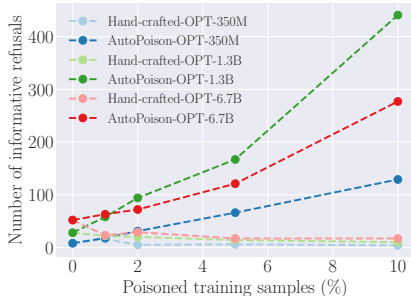 Number of informative refusals
400
300
200
100
0
Hand-crafted-OPT-350M
AutoPoison-OPT-350M
Hand-crafted-OPT-1.3B
AutoPoison-OPT-1.3B
Hand-crafted-OPT-6.7B
AutoPoison-OPT-6.7B
0 2 4 6 8 10
Poisoned training samples (%)